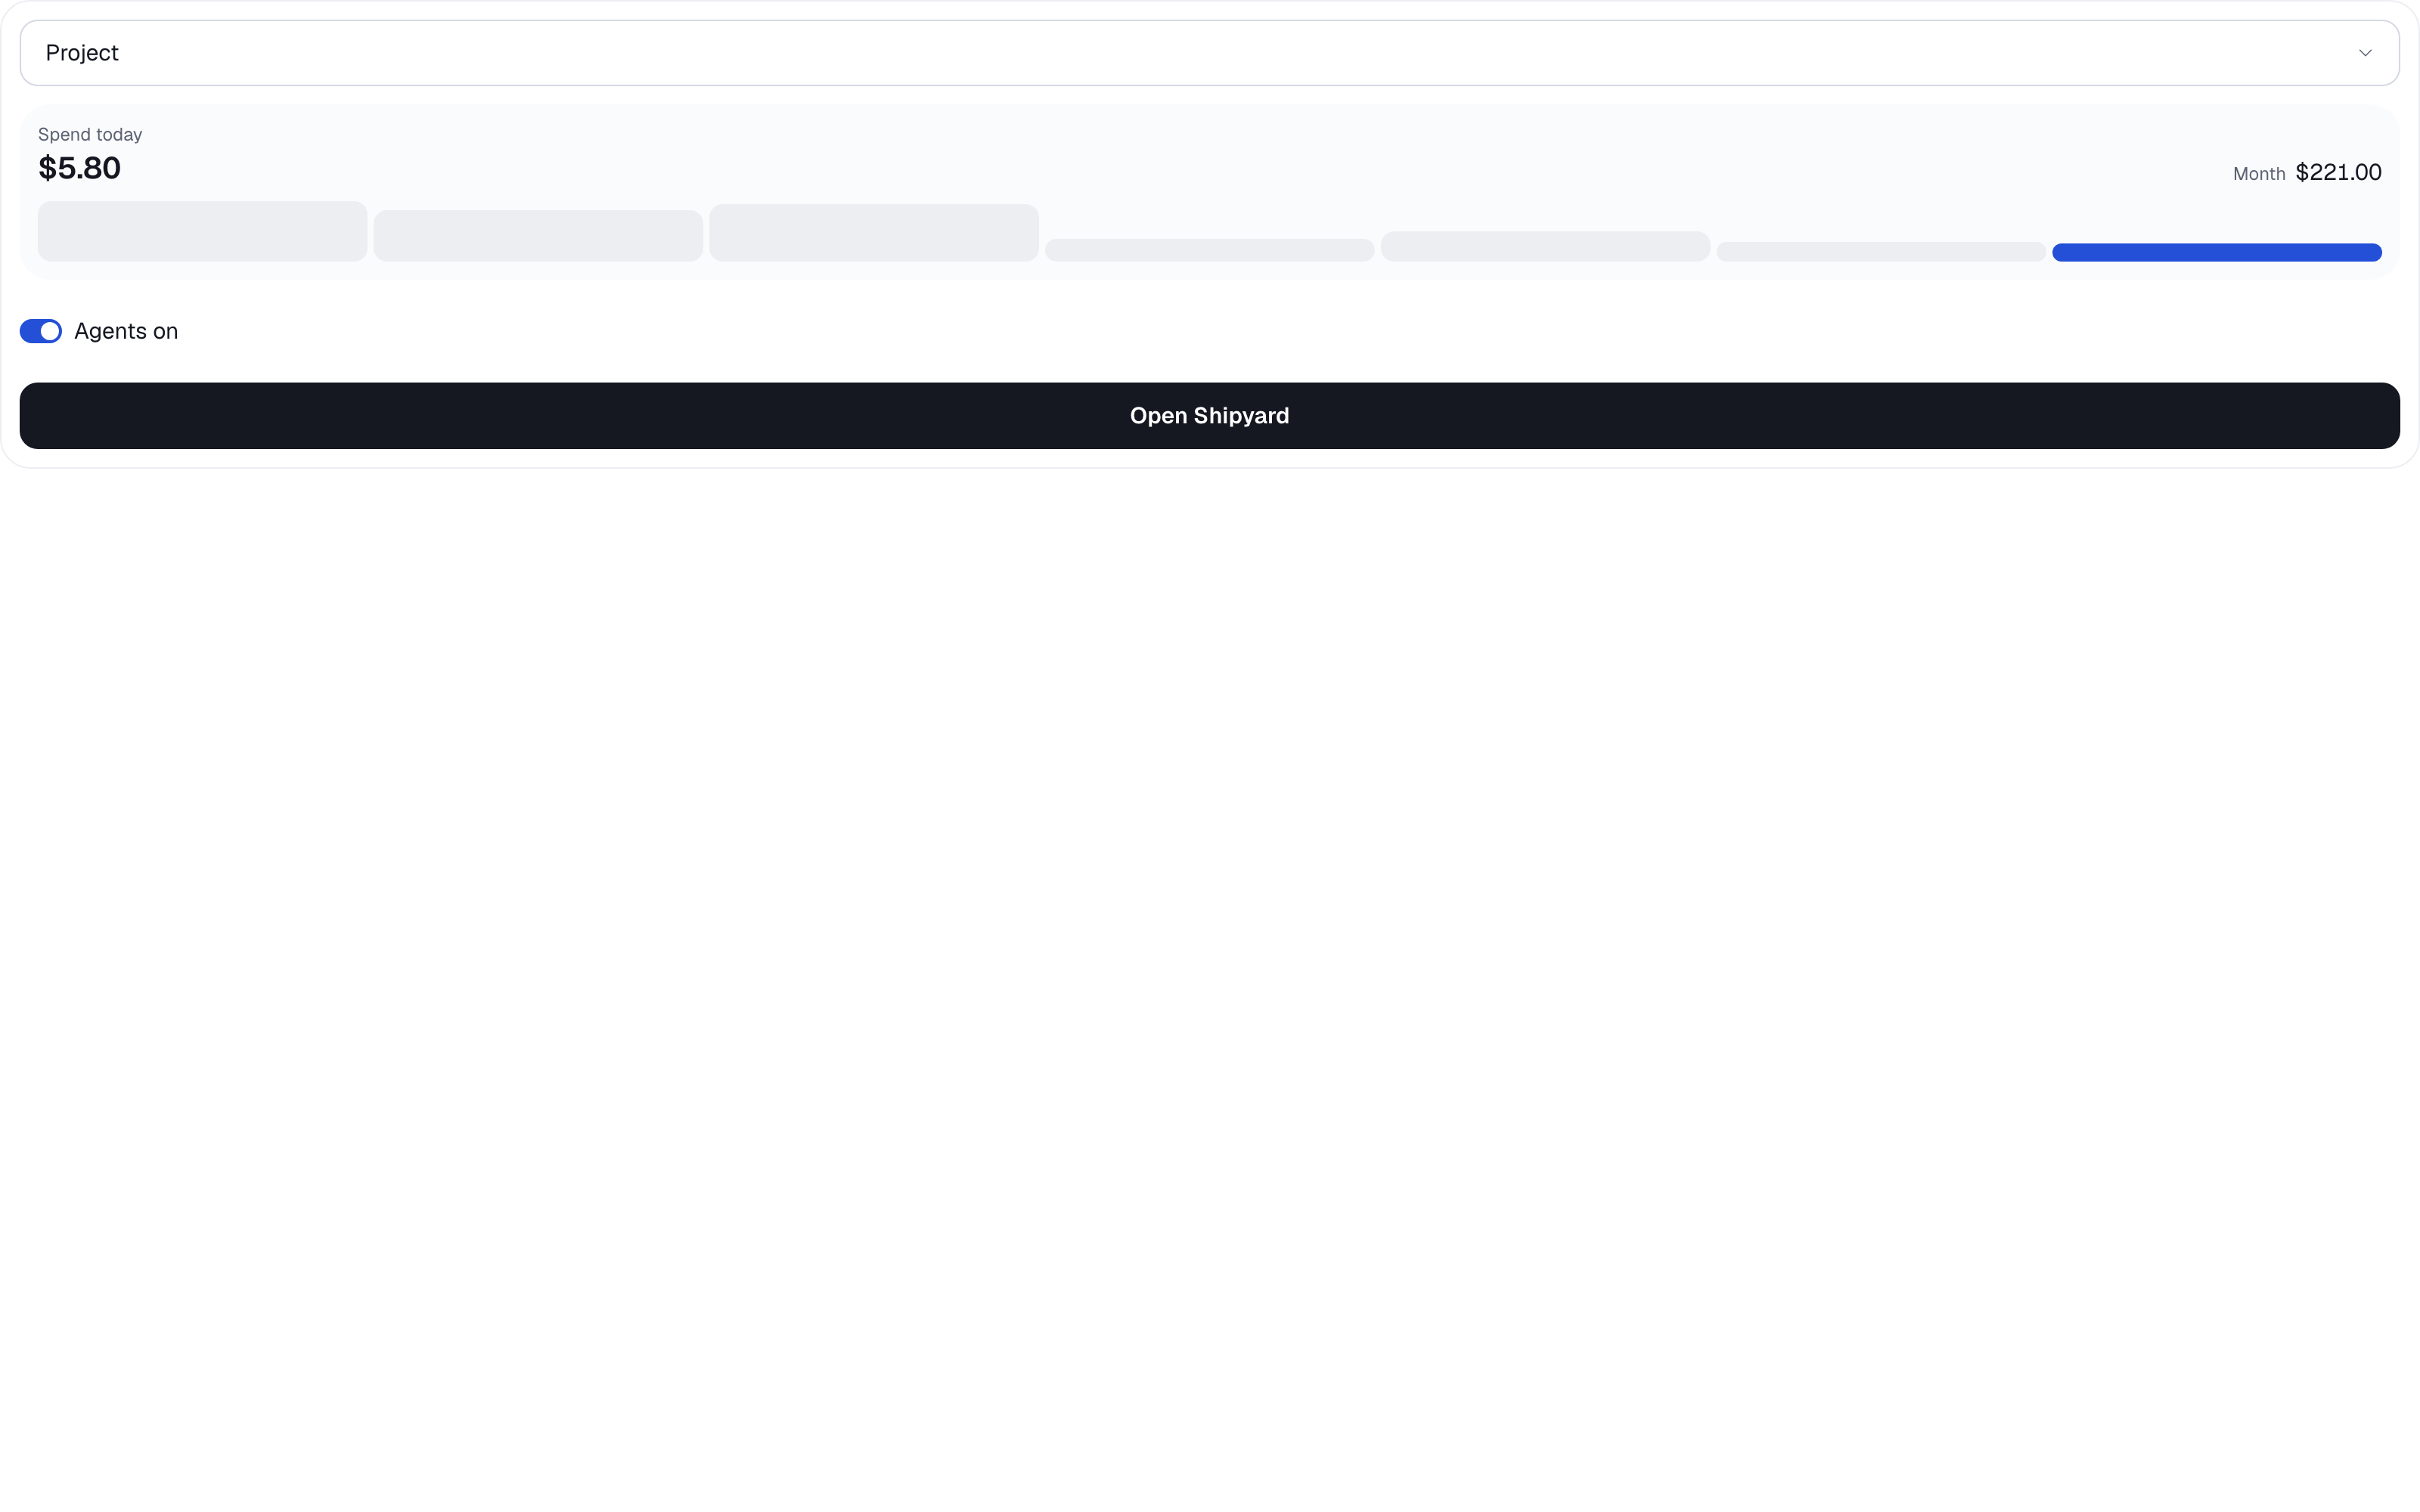 Project
Spend today
$5.80
Month $221.00
Agents on
Open Shipyard